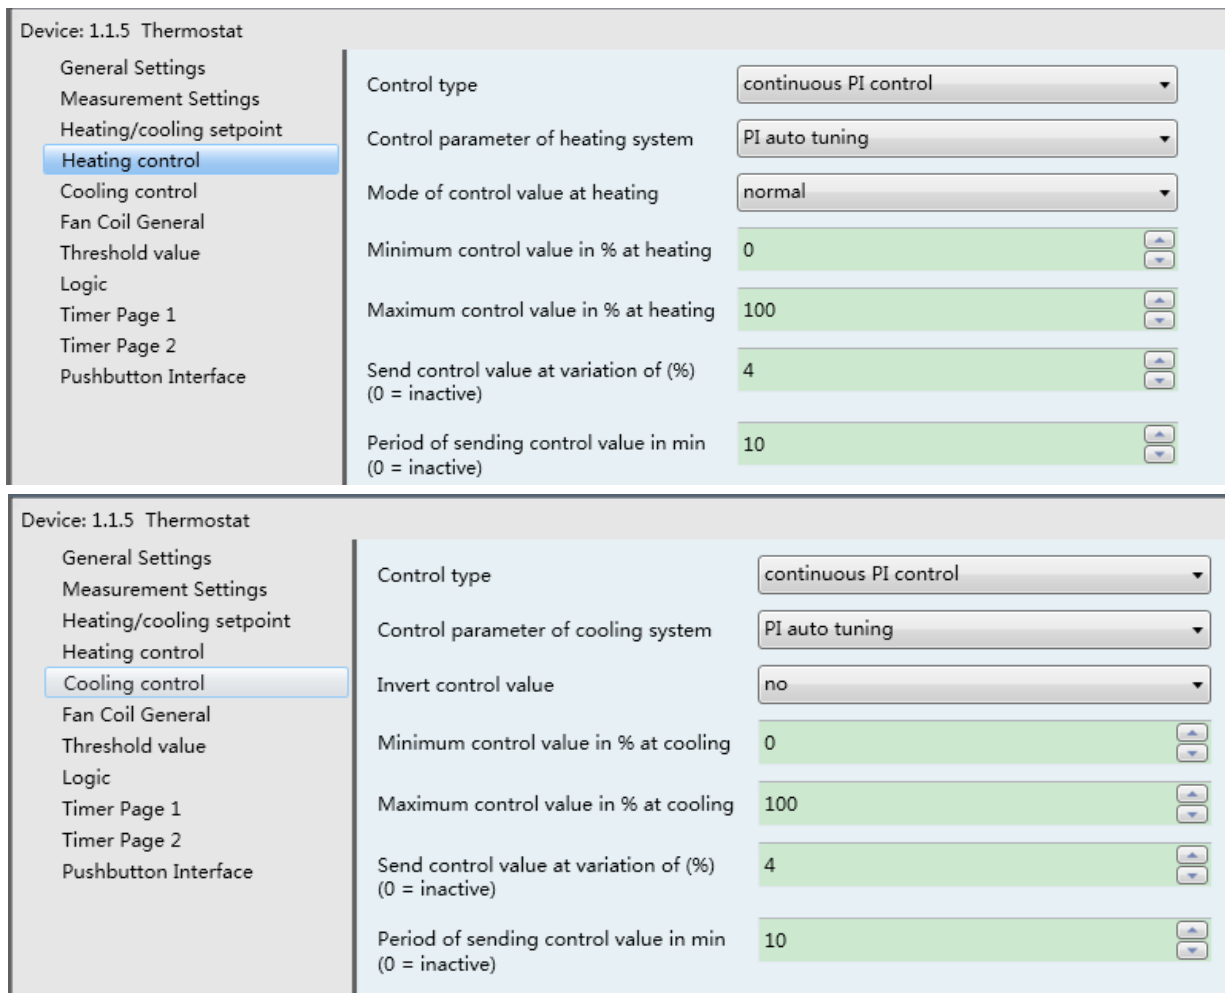 Device: 1.1.5  Thermostat
General Settings
Measurement Settings
Heating/cooling setpoint
Heating control
Cooling control
Fan Coil General
Threshold value
Logic
Timer Page 1
Timer Page 2
Pushbutton Interface
Control type
continuous PI control
Control parameter of heating system
PI auto tuning
Mode of control value at heating
normal
Minimum control value in % at heating
0
Maximum control value in % at heating
100
Send control value at variation of (%)
(0 = inactive)
4
Period of sending control value in min
(0 = inactive)
10
Device: 1.1.5  Thermostat
General Settings
Measurement Settings
Heating/cooling setpoint
Heating control
Cooling control
Fan Coil General
Threshold value
Logic
Timer Page 1
Timer Page 2
Pushbutton Interface
Control type
continuous PI control
Control parameter of cooling system
PI auto tuning
Invert control value
no
Minimum control value in % at cooling
0
Maximum control value in % at cooling
100
Send control value at variation of (%)
(0 = inactive)
4
Period of sending control value in min
(0 = inactive)
10